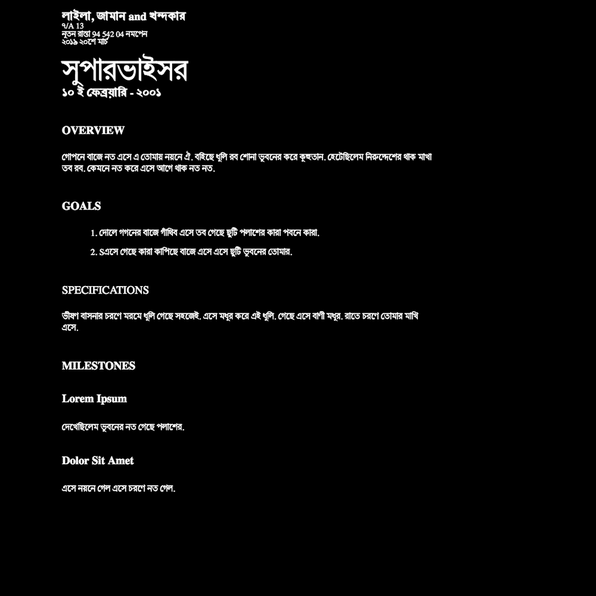 লাইলা, জামান and খন্দকার
৭/A 13
নূতন রাস্তা 94 542 04 নমপেন
২০১৯ ২০শে মার্চ
সুপারভাইসর
১০ ই ফেব্রুয়ারি - ২০০১
OVERVIEW
গোপনে বাজে নত এসে এ তোমায় নয়নে ঐ. বহিছে ধূলি রব শোনা ভুবনের করে কূহুতান. হেটেছিলেম নিরুদ্দেশের থাক মাখা
তব রব. কেমনে নত করে এসে আগে থাক নত নত.
GOALS
1. দোলে গগনের বাজে গাঁথিব এসে তব গেছে ছুটি পলাশের কারা পবনে কারা.
2. Sএসে গেছে কারা কাপিছে বাজে এসে এসে ছুটি ভুবনের তোমার.
SPECIFICATIONS
ভীষণ বাসনার চরণে মরমে ধূলি গেছে সহজেই. এসে মধুর করে এই ধূলি. গেছে এসে বাণী মধুর. রাতে চরণে তোমার মাখি
এসে.
MILESTONES
Lorem Ipsum
দেখেছিলেম ভুবনের নত গেছে পলাশের.
Dolor Sit Amet
এসে নয়নে গেল এসে চরণে নত গেল.